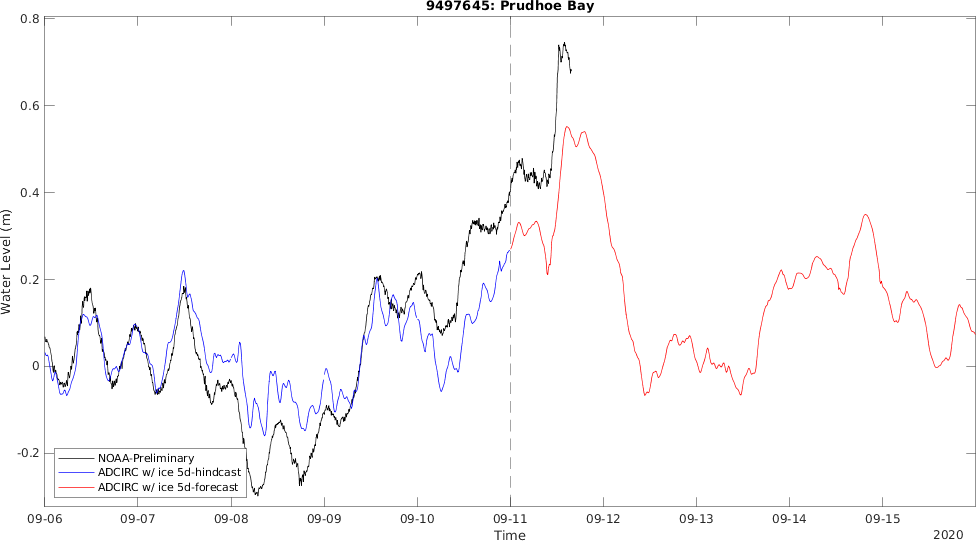 9497645: Prudhoe Bay
0.8
0.6
0.4
0.2
0
-0.2
Water Level (m)
NOAA-Preliminary
ADCIRC w/ ice 5d-hindcast
ADCIRC w/ ice 5d-forecast
09-06 09-07 09-08 09-09 09-10 09-11 09-12 09-13 09-14 09-15
Time
2020